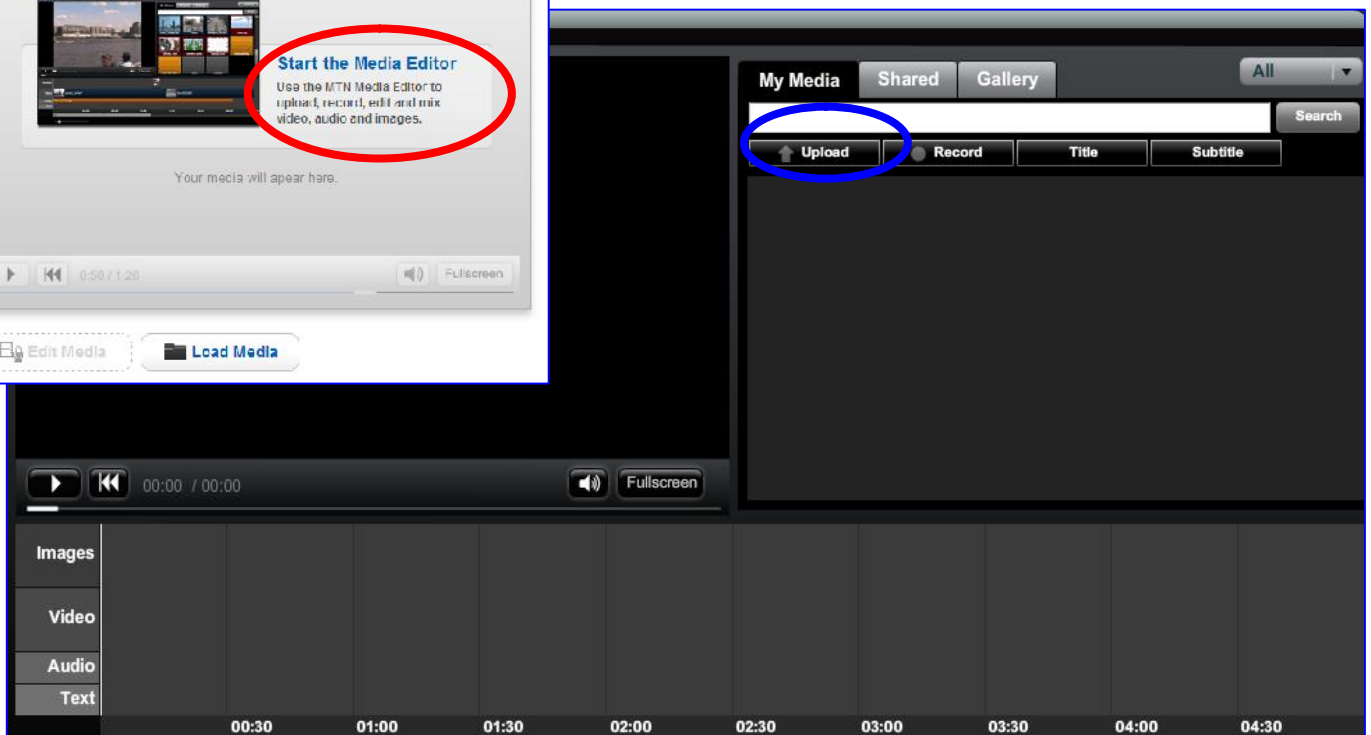 Start the Media Editor
Use the MTN Media Editor to
upload, record, edit and mix
video, audio and images.
Your media will apear here.
0:50 / 1:20
Fullscreen
Edit Media
Load Media
My Media
Shared
Gallery
All
Search
Upload
Record
Title
Subtitle
00:00 / 00:00
Fullscreen
Images
Video
Audio
Text
00:30 01:00 01:30 02:00 02:30 03:00 03:30 04:00 04:30